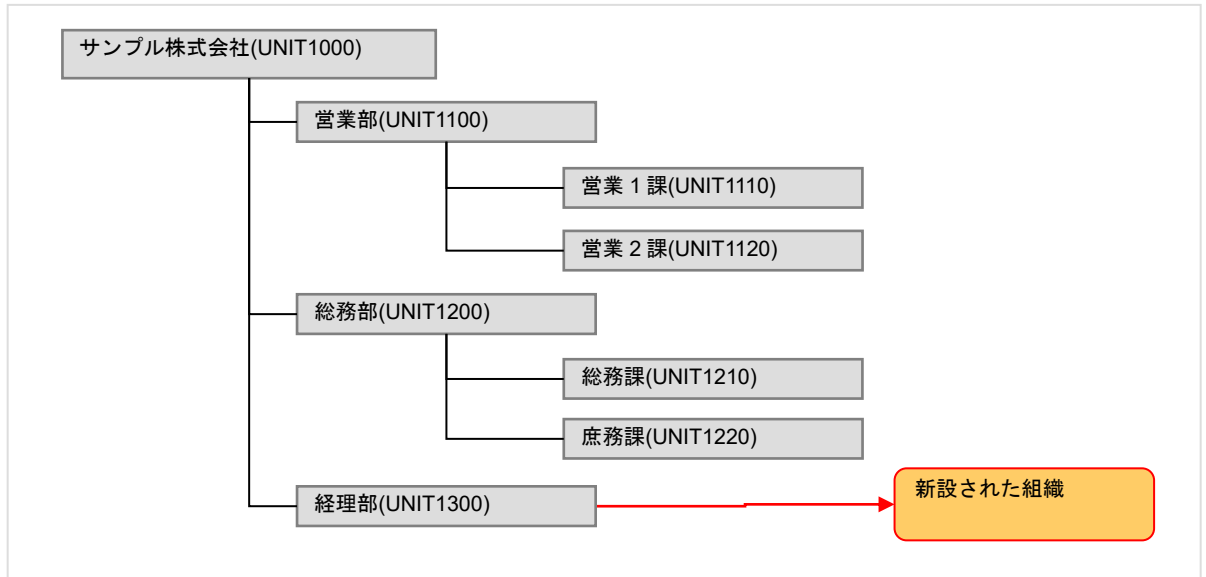 サンプル株式会社(UNIT1000)
営業部(UNIT1100)
営業 1 課(UNIT1110)
営業 2 課(UNIT1120)
総務部(UNIT1200)
総務課(UNIT1210)
庶務課(UNIT1220)
経理部(UNIT1300)
新設された組織